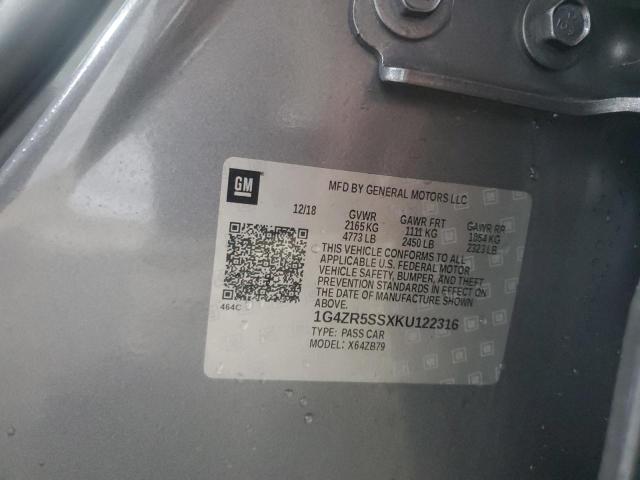 GM
MFD BY GENERAL MOTORS LLC
12/18 GVWR GAWR FRT GAWR RR
2165 KG 1111 KG 1054 KG
4773 LB 2450 LB 2323 LB
THIS VEHICLE CONFORMS TO ALL
APPLICABLE U.S. FEDERAL MOTOR
VEHICLE SAFETY, BUMPER, AND THEFT
PREVENTION STANDARDS IN EFFECT ON
THE DATE OF MANUFACTURE SHOWN
ABOVE.
464C
1G4ZR5SSXKU122316
TYPE: PASS CAR
MODEL: X64ZB79